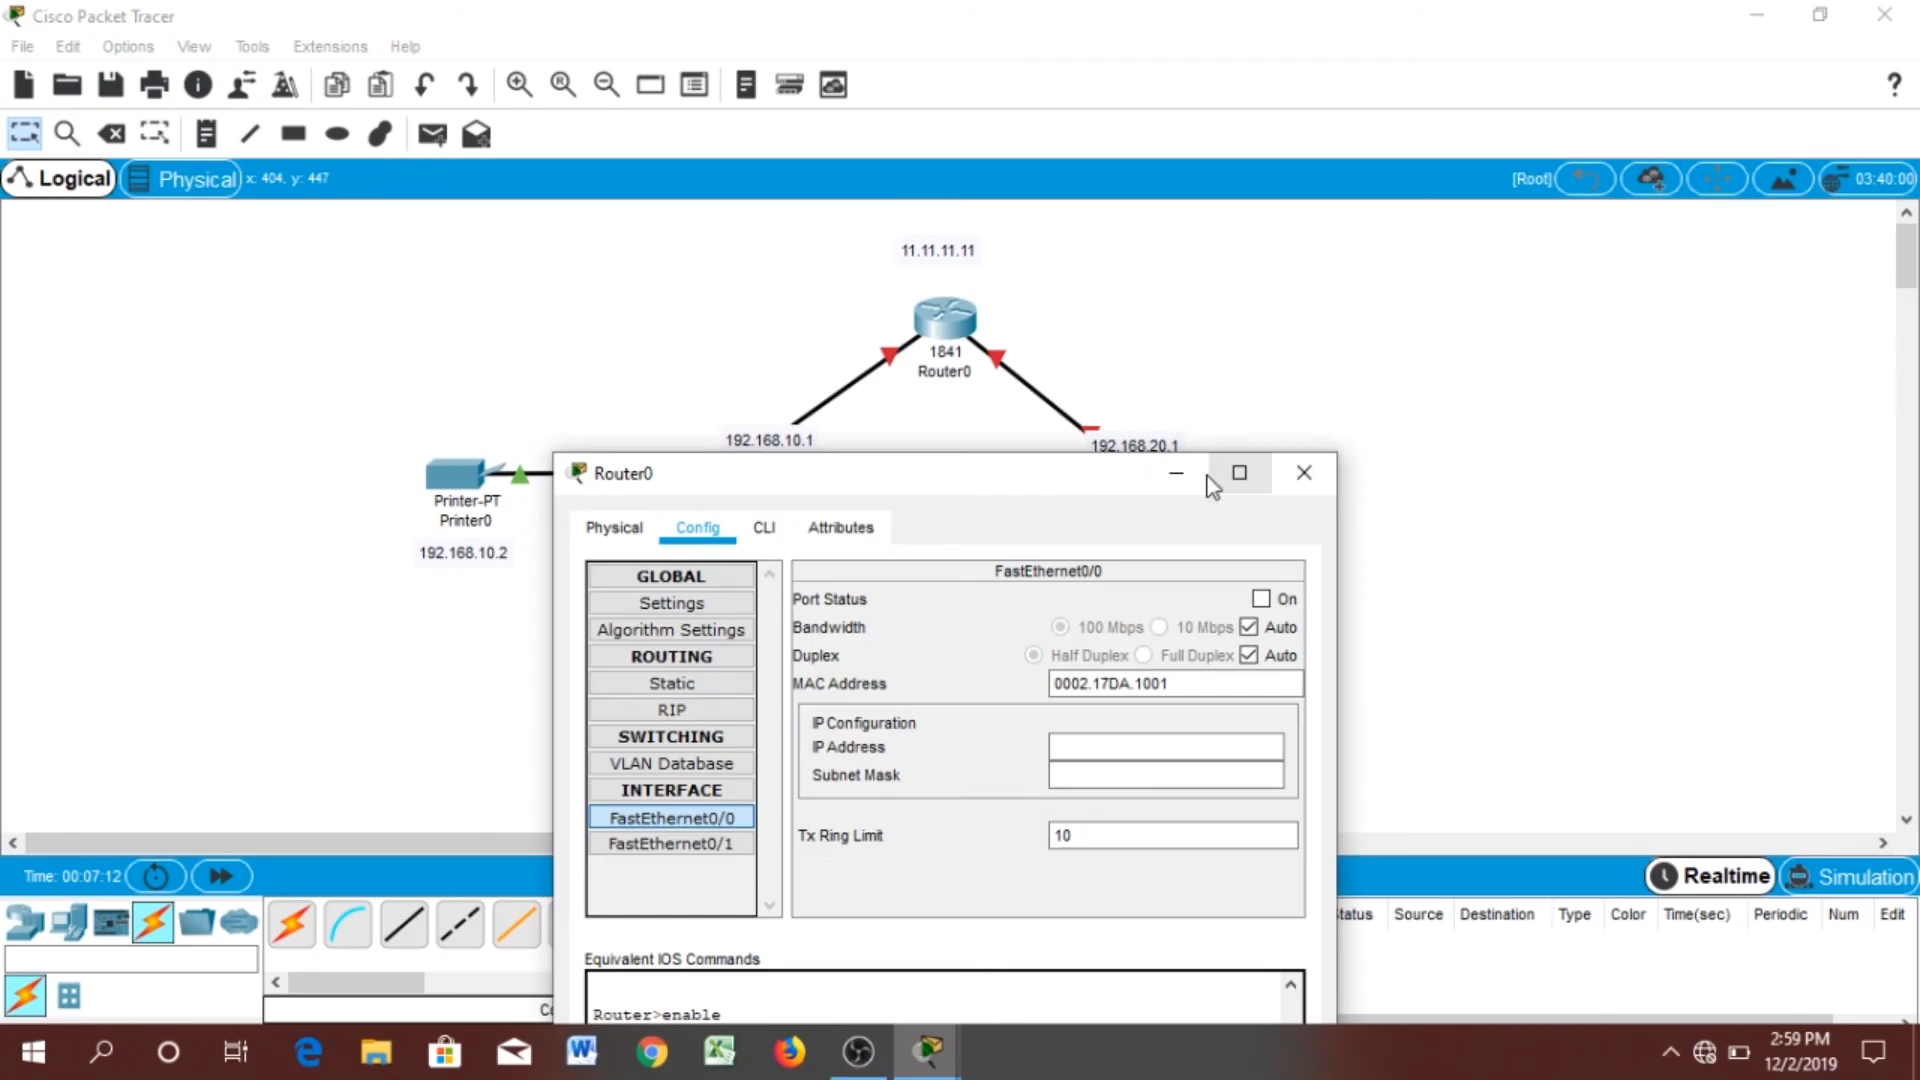 Cisco Packet Tracer
File Edit Options View Tools Extensions Help
Logical Physical x: 404, y: 447 [Root] 03:40:00
11.11.11.11
1841
Router0
192.168.10.1
192.168.20.1
Printer-PT
Printer0
192.168.10.2
Router0
Physical Config CLI Attributes
GLOBAL
Settings
Algorithm Settings
ROUTING
Static
RIP
SWITCHING
VLAN Database
INTERFACE
FastEthernet0/0
FastEthernet0/1
FastEthernet0/0
Port Status On
Bandwidth 100 Mbps 10 Mbps Auto
Duplex Half Duplex Full Duplex Auto
MAC Address 0002.17DA.1001
IP Configuration
IP Address
Subnet Mask
Tx Ring Limit 10
Equivalent IOS Commands
Router>enable
Time: 00:07:12 Realtime Simulation
Source Destination Type Color Time(sec) Periodic Num Edit
2:59 PM
12/2/2019